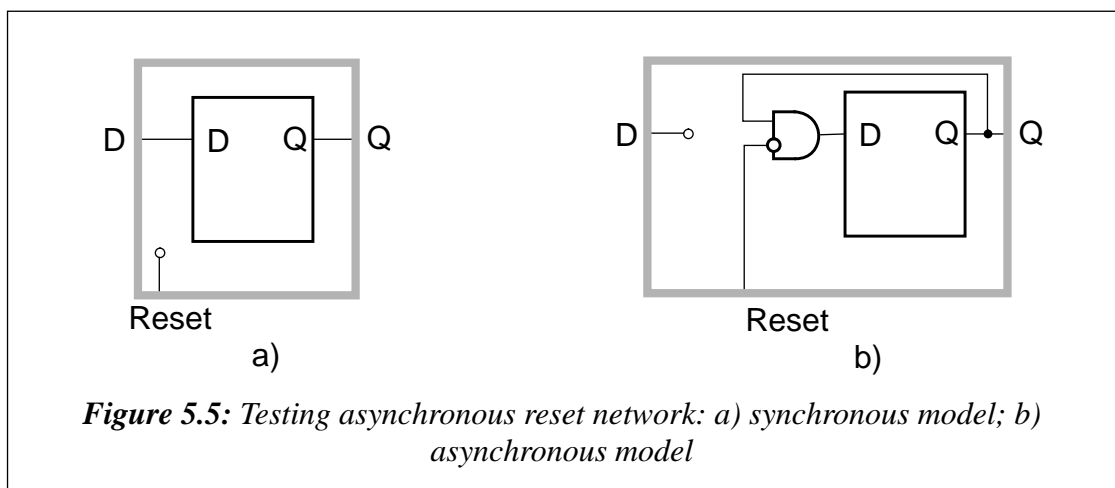 D
D
Q
Q
Reset
a)
D
D
Q
Q
Reset
b)
Figure 5.5: Testing asynchronous reset network: a) synchronous model; b)
asynchronous model